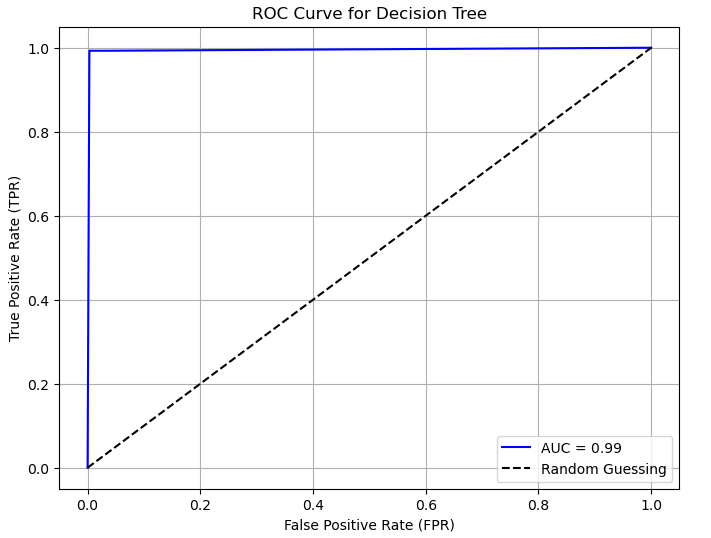 ROC Curve for Decision Tree
True Positive Rate (TPR)
1.0
0.8
0.6
0.4
0.2
0.0
AUC = 0.99
Random Guessing
0.0 0.2 0.4 0.6 0.8 1.0
False Positive Rate (FPR)